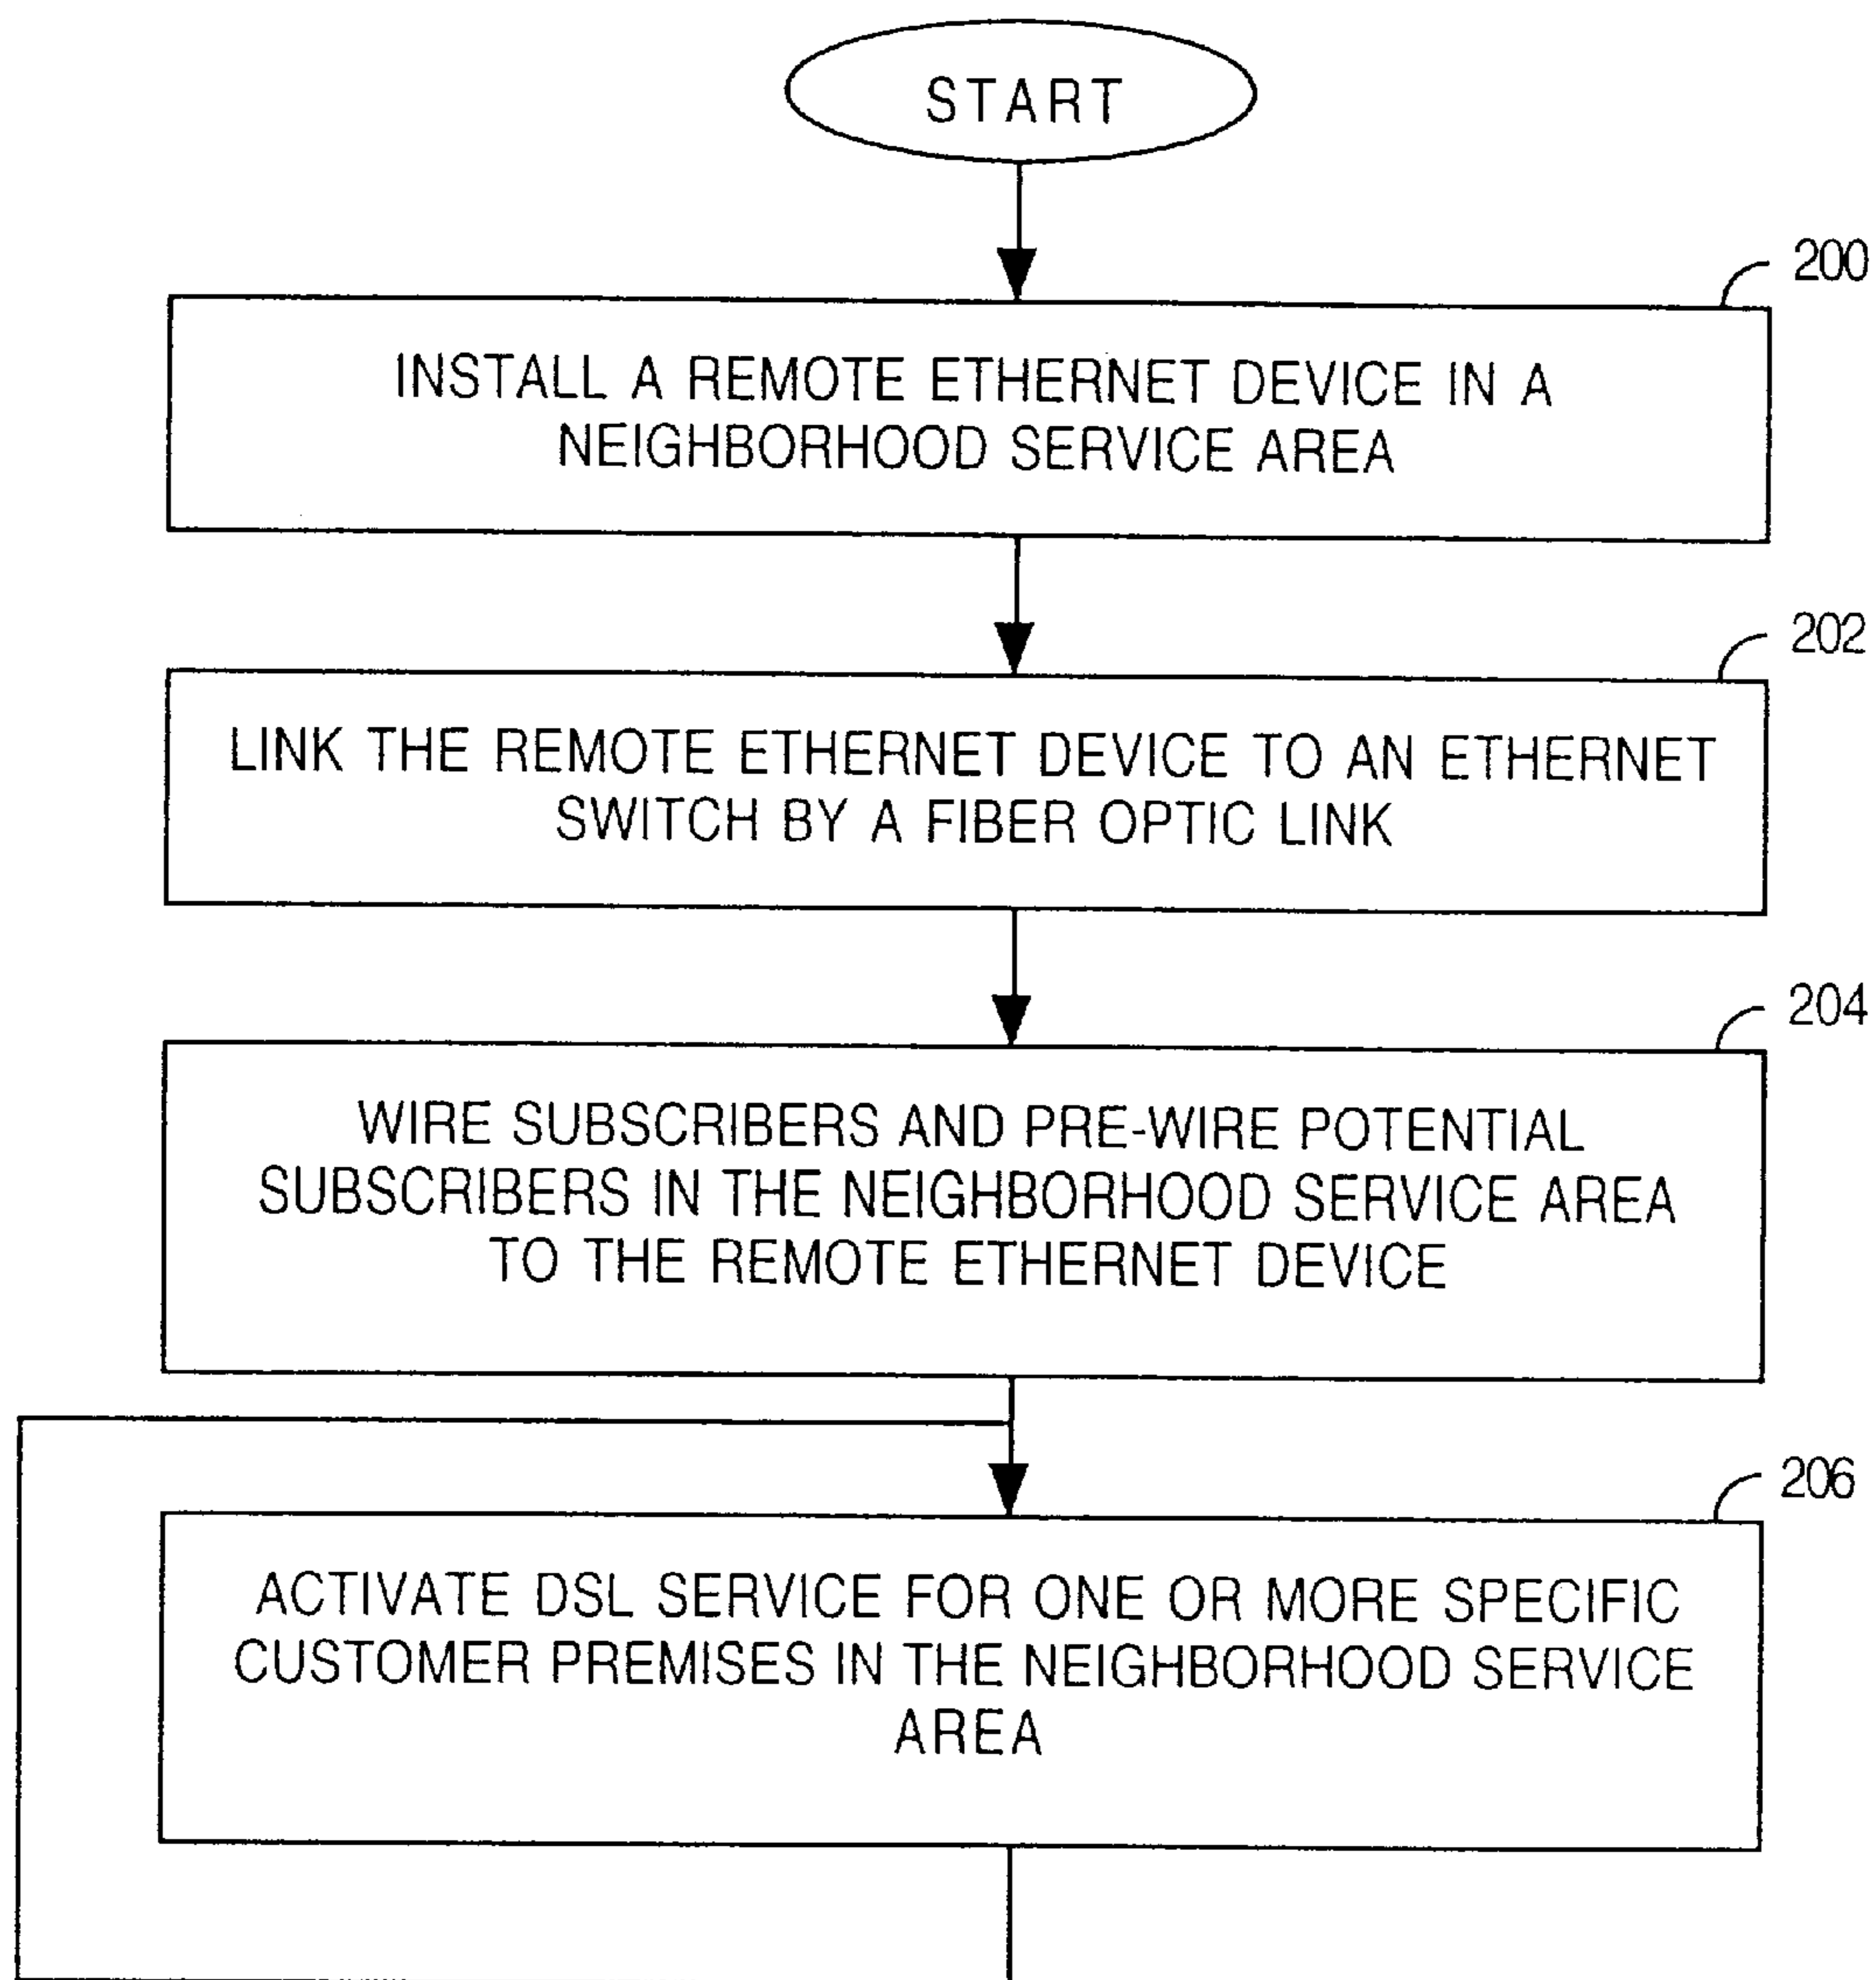 START
200
INSTALL A REMOTE ETHERNET DEVICE IN A
NEIGHBORHOOD SERVICE AREA
202
LINK THE REMOTE ETHERNET DEVICE TO AN ETHERNET
SWITCH BY A FIBER OPTIC LINK
204
WIRE SUBSCRIBERS AND PRE-WIRE POTENTIAL
SUBSCRIBERS IN THE NEIGHBORHOOD SERVICE AREA
TO THE REMOTE ETHERNET DEVICE
206
ACTIVATE DSL SERVICE FOR ONE OR MORE SPECIFIC
CUSTOMER PREMISES IN THE NEIGHBORHOOD SERVICE
AREA